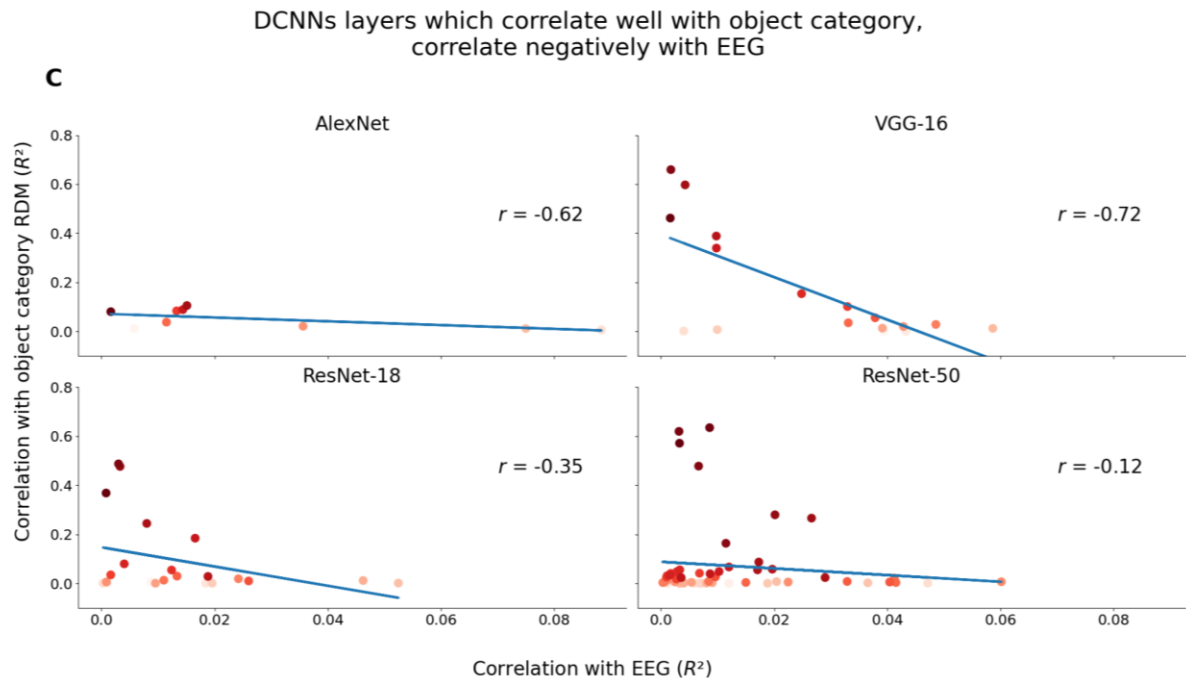 DCNNs layers which correlate well with object category,
correlate negatively with EEG
C
AlexNet
VGG-16
0.8
0.6
0.4
0.2
0.0
r = -0.62
r = -0.72
ResNet-18
ResNet-50
0.8
0.6
0.4
0.2
0.0
r = -0.35
r = -0.12
0.0 0.02 0.04 0.06 0.08
0.0 0.02 0.04 0.06 0.08
Correlation with object category RDM (R²)
Correlation with EEG (R²)